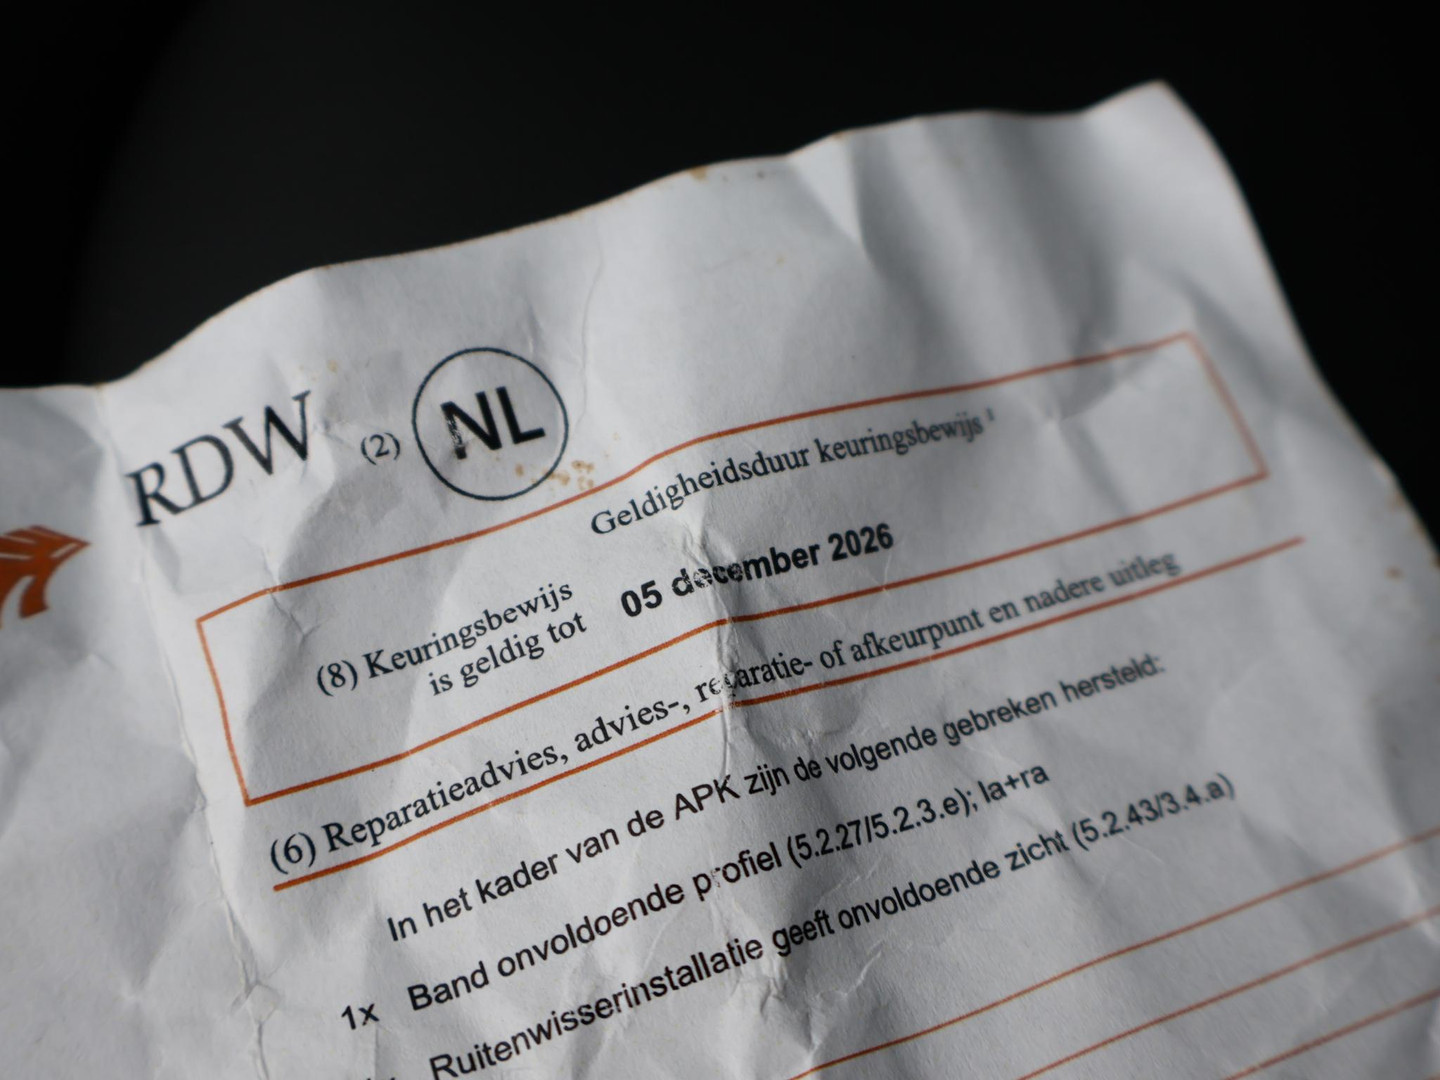 RDW (2) NL
Geldigheidsduur keuringsbewijs ¹
(8) Keuringsbewijs
is geldig tot
05 december 2026
(6) Reparatieadvies, advies-, reparatie- of afkeurpunt en nadere uitleg
In het kader van de APK zijn de volgende gebreken hersteld:
1x Band onvoldoende profiel (5.2.27/5.2.3.e); la+ra
Ruitenwisserinstallatie geeft onvoldoende zicht (5.2.43/3.4.a)